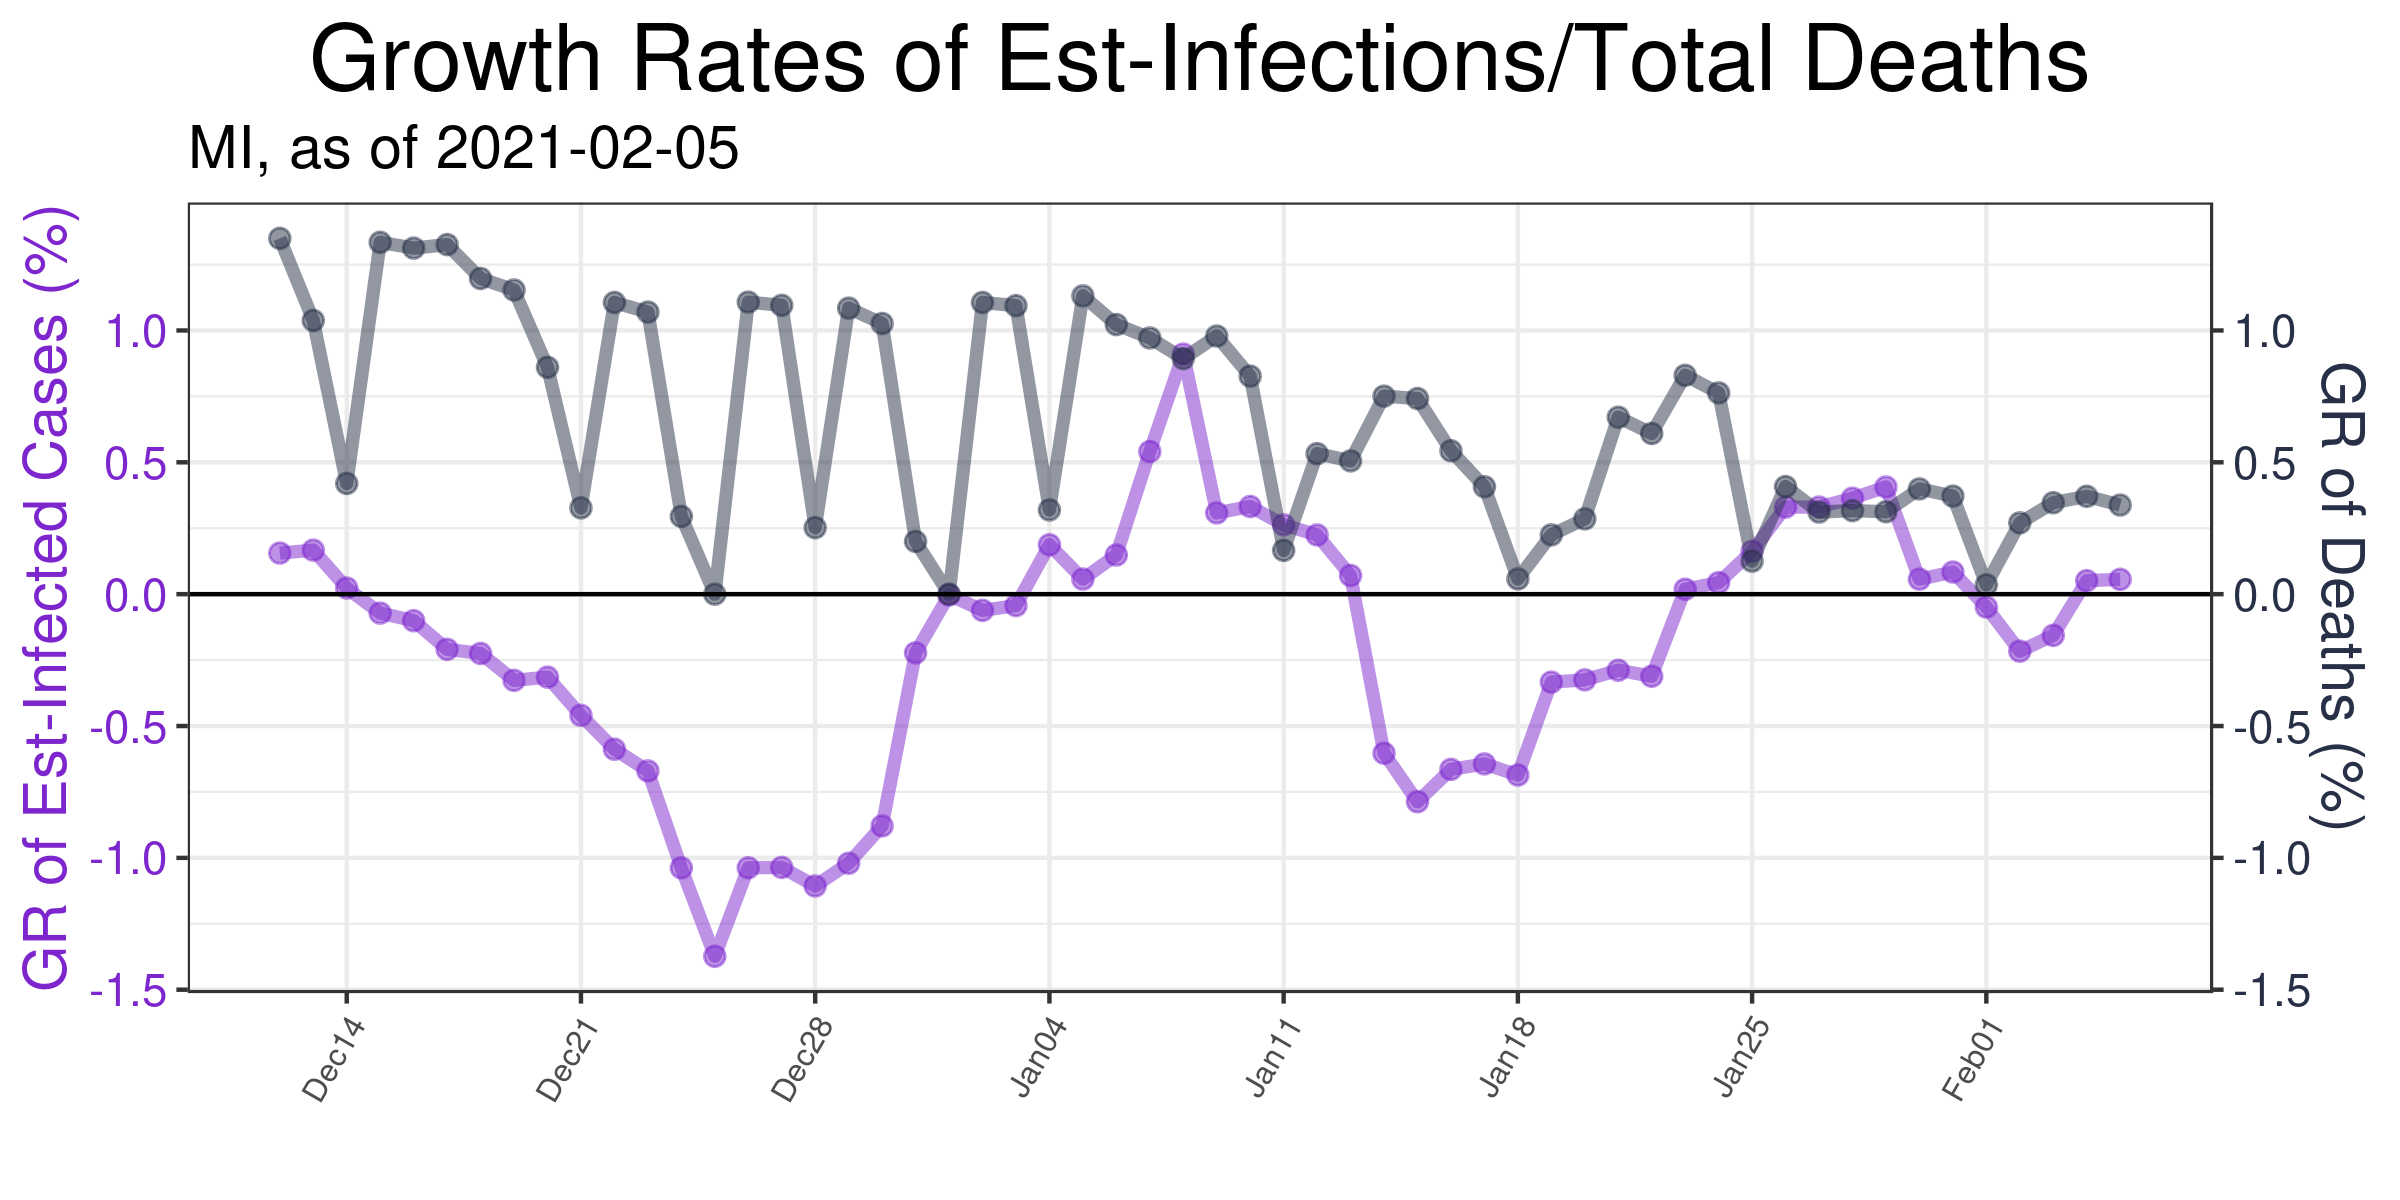 Growth Rates of Est-Infections/Total Deaths
MI, as of 2021-02-05
GR of Est-Infected Cases (%)
1.0
0.5
0.0
-0.5
-1.0
-1.5
1.0
0.5
0.0
-0.5
-1.0
-1.5
GR of Deaths (%)
Dec14
Dec21
Dec28
Jan04
Jan11
Jan18
Jan25
Feb01